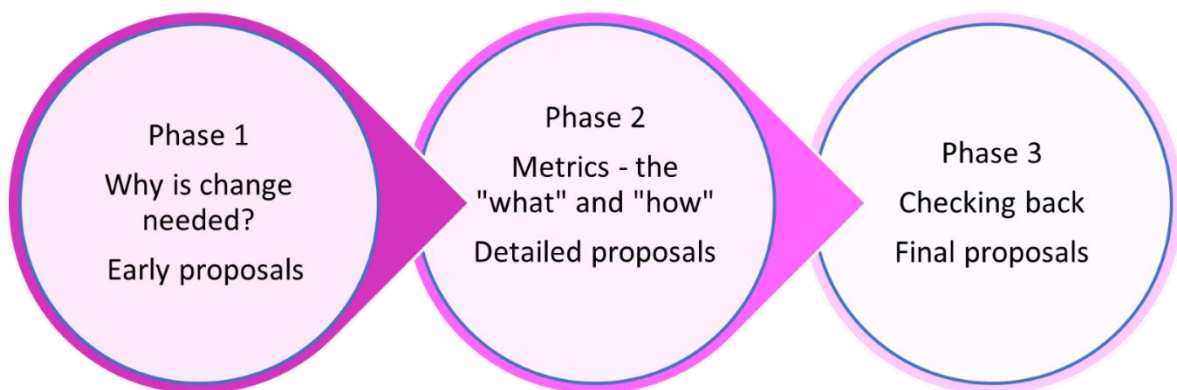 Phase 1
Why is change
needed?
Early proposals
Phase 2
Metrics - the
"what" and "how"
Detailed proposals
Phase 3
Checking back
Final proposals